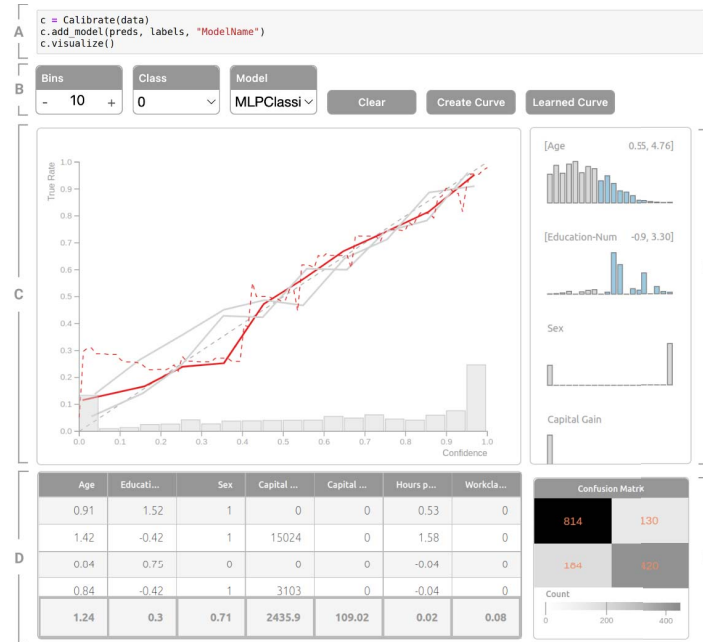 A
c = Calibrate(data)
c.add_model(preds, labels, "ModelName")
c.visualize()
B
Bins
Class
Model
- 10 +
0
MLPClassi
Clear
Create Curve
Learned Curve
C
True Rate
1.0
0.9
0.8
0.7
0.6
0.5
0.4
0.3
0.2
0.1
0.0
0.0 0.1 0.2 0.3 0.4 0.5 0.6 0.7 0.8 0.9 1.0
Confidence
[Age 0.55, 4.76]
[Education-Num -0.9, 3.30]
Sex
Capital Gain
D
Age Educati... Sex Capital ... Capital ... Hours p... Workcla...
0.91 1.52 1 0 0 0.53 0
1.42 -0.42 1 15024 0 1.58 0
0.04 0.75 0 0 0 -0.04 0
0.84 -0.42 1 3103 0 -0.04 0
1.24 0.3 0.71 2435.9 109.02 0.02 0.08
Confusion Matrix
814 130
184 420
Count
0 200 400